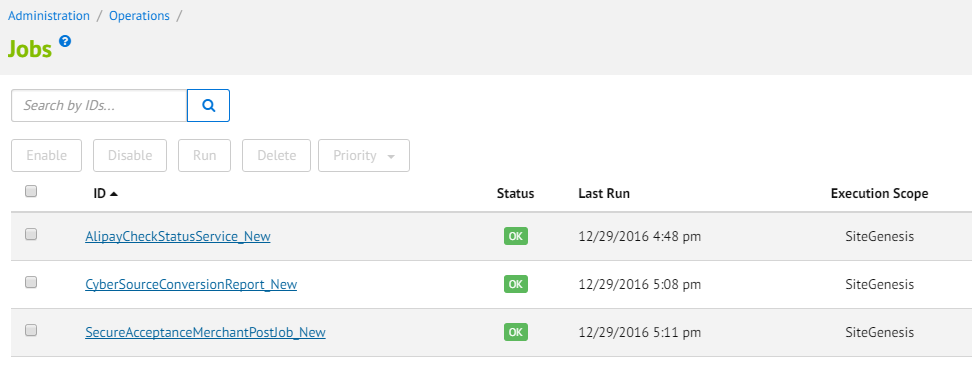 Administration / Operations /
Jobs ?
Search by IDs...
Enable Disable Run Delete Priority
ID Status Last Run Execution Scope
AlipayCheckStatusService_New OK 12/29/2016 4:48 pm SiteGenesis
CyberSourceConversionReport_New OK 12/29/2016 5:08 pm SiteGenesis
SecureAcceptanceMerchantPostJob_New OK 12/29/2016 5:11 pm SiteGenesis